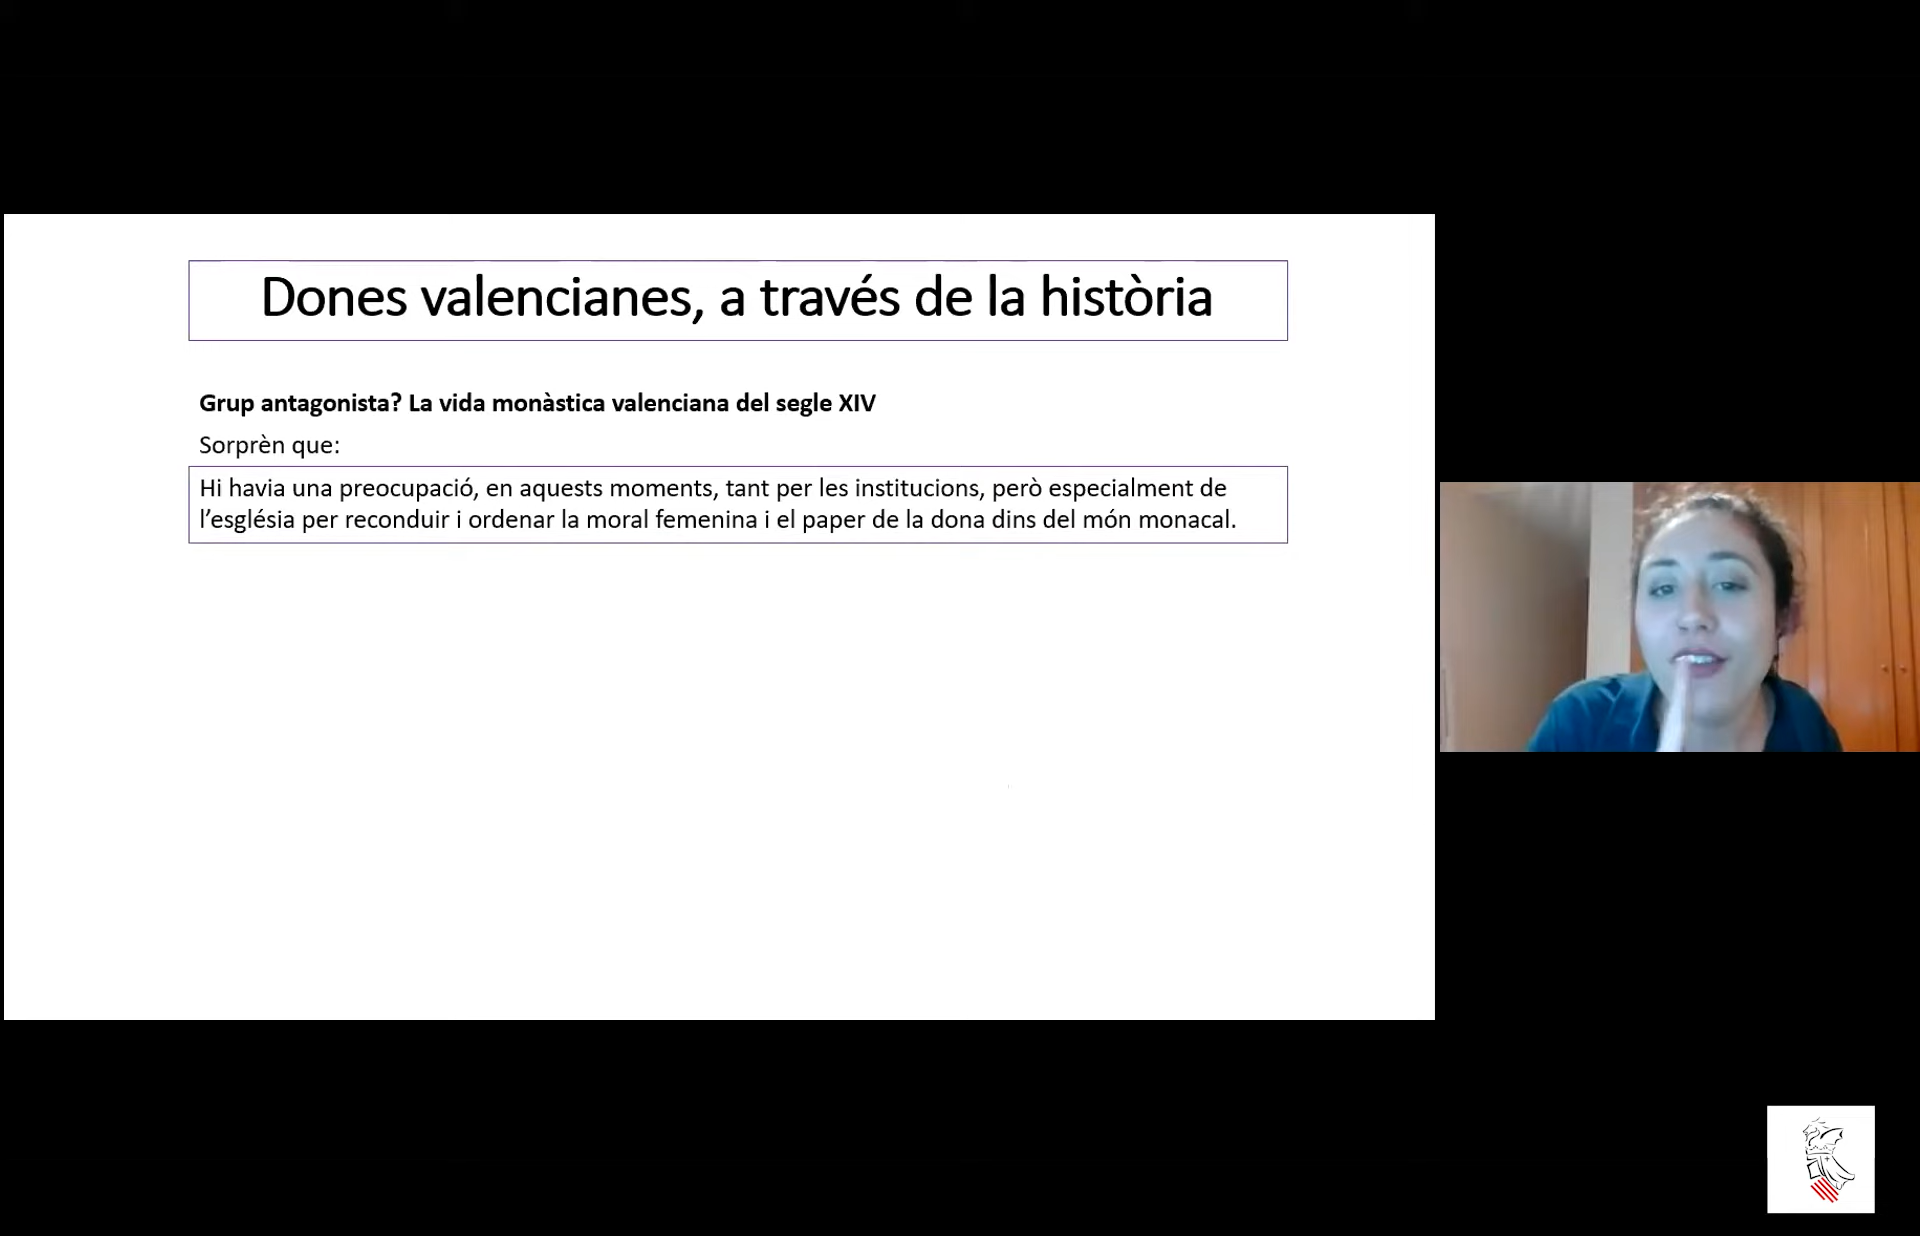 Dones valencianes, a través de la història
Grup antagonista? La vida monàstica valenciana del segle XIV
Sorprèn que:
Hi havia una preocupació, en aquests moments, tant per les institucions, però especialment de
l’església per reconduir i ordenar la moral femenina i el paper de la dona dins del món monacal.